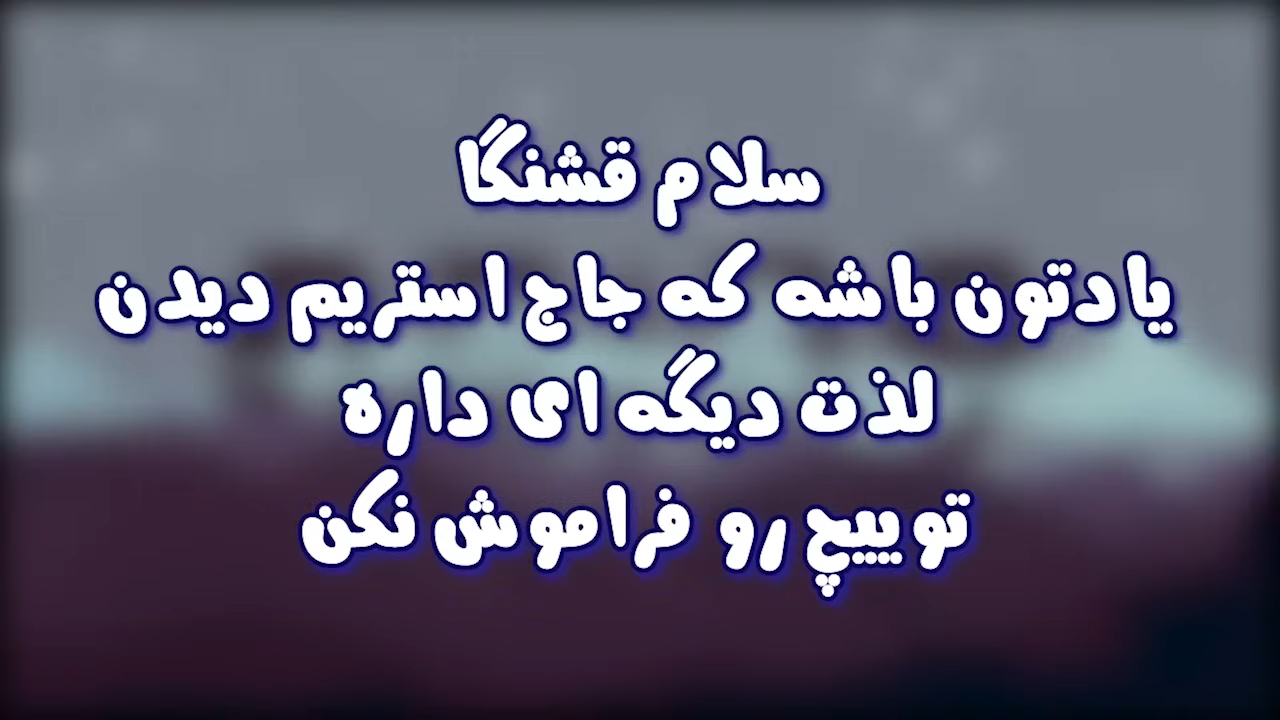 سلام قشنگا
یادتون باشه که جاج استریم دیدن
لذت دیگه ای داره
توییچ رو فراموش نکن